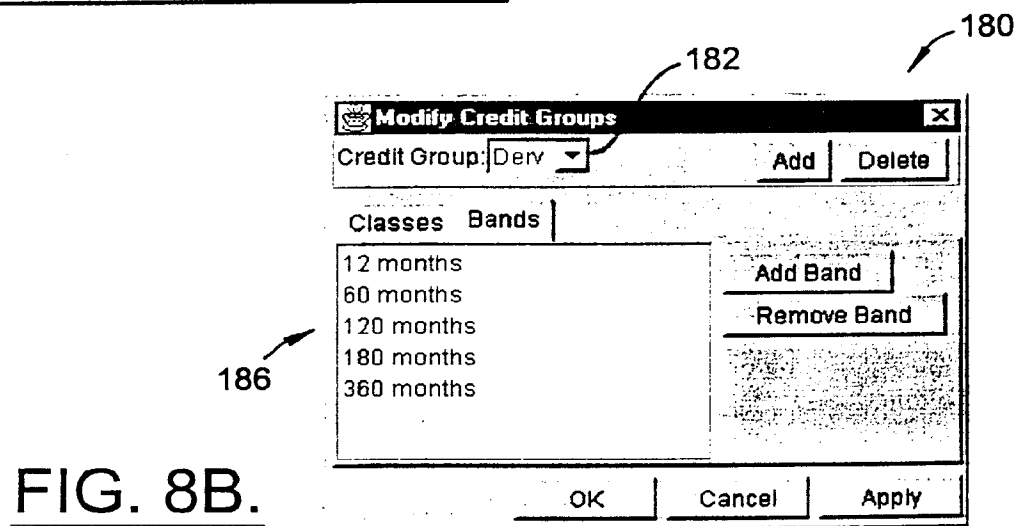 180
182
Modify Credit Groups
Credit Group: Derv Add Delete
Classes Bands
12 months
60 months
120 months
180 months
360 months
Add Band
Remove Band
186
OK Cancel Apply
FIG. 8B.